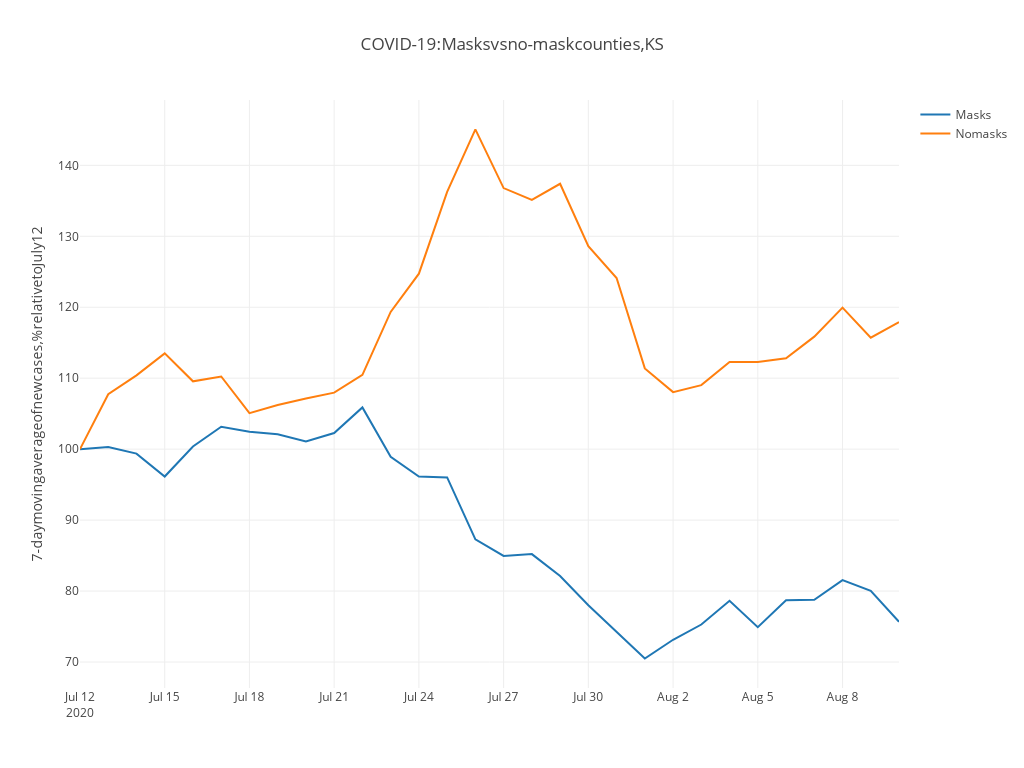 COVID-19:Masksvsno-maskcounties,KS
Masks
Nomasks
7-daymovingaverageofnewcases,%relativetoJuly12
140
130
120
110
100
90
80
70
Jul 12
2020
Jul 15
Jul 18
Jul 21
Jul 24
Jul 27
Jul 30
Aug 2
Aug 5
Aug 8